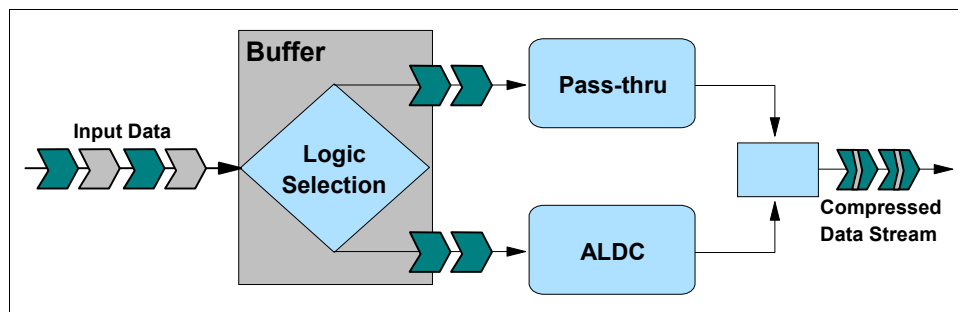 Buffer
Input Data
Logic
Selection
Pass-thru
ALDC
Compressed
Data Stream